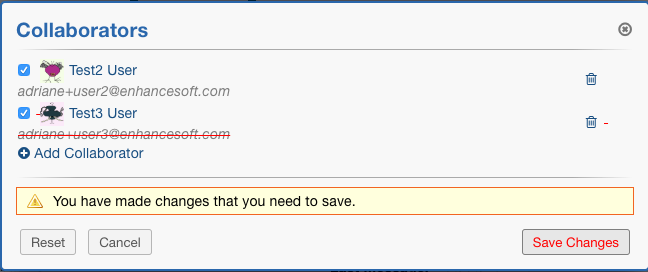 Collaborators
Test2 User
adriane+user2@enhancesoft.com
Test3 User
adriane+user3@enhancesoft.com
Add Collaborator
You have made changes that you need to save.
Reset Cancel Save Changes